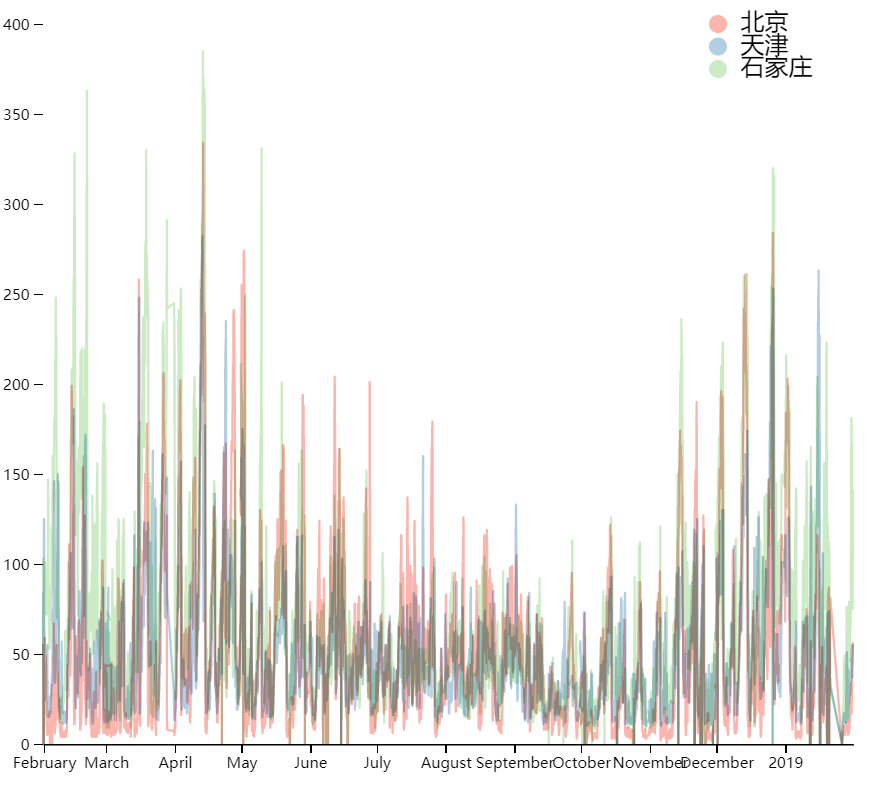 北京
天津
石家庄
400
350
300
250
200
150
100
50
0
February March April May June July August September October November December 2019